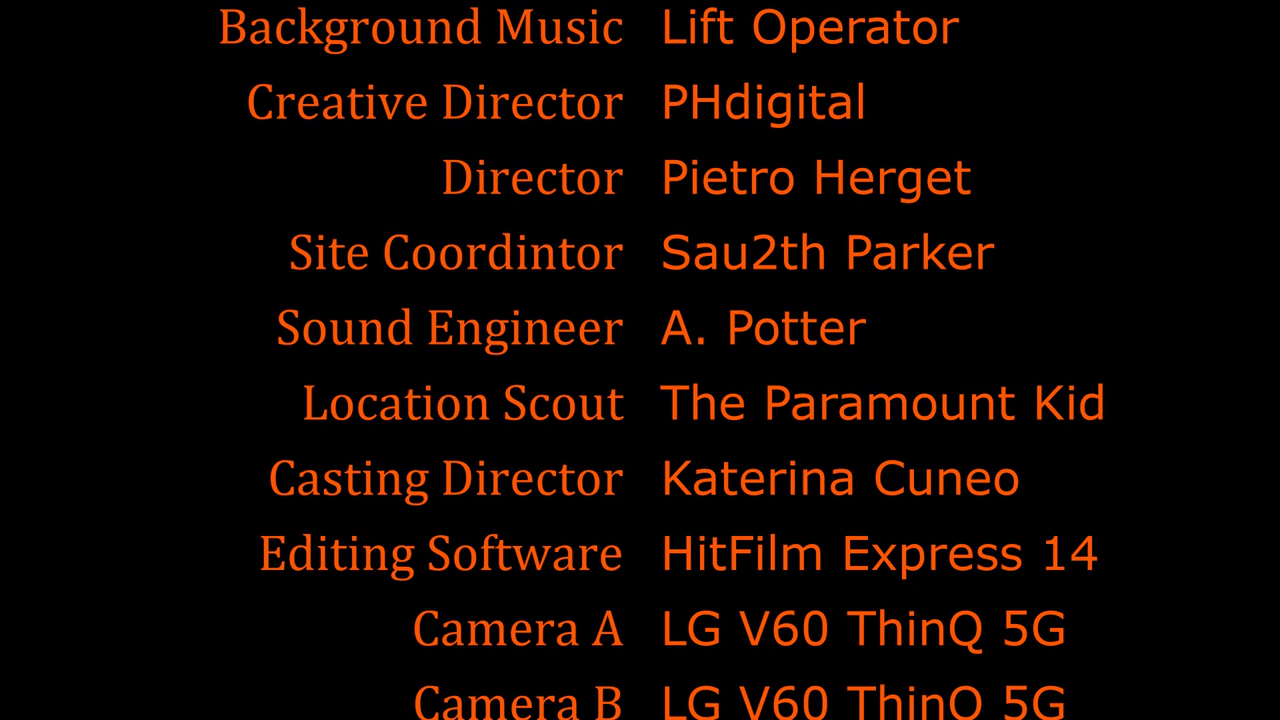 Background Music Lift Operator
Creative Director PHdigital
Director Pietro Herget
Site Coordintor Sau2th Parker
Sound Engineer A. Potter
Location Scout The Paramount Kid
Casting Director Katerina Cuneo
Editing Software HitFilm Express 14
Camera A LG V60 ThinQ 5G
Camera B LG V60 ThinQ 5G